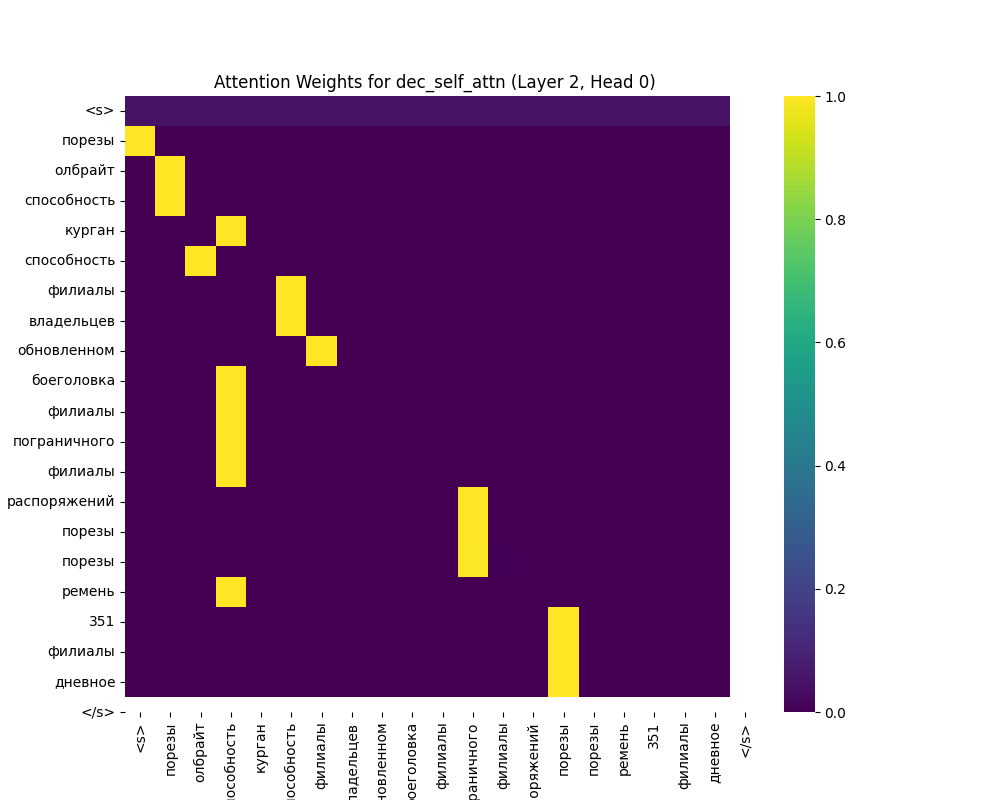 Attention Weights for dec_self_attn (Layer 2, Head 0)
<s>
порезы
олбрайт
способность
курган
способность
филиалы
владельцев
обновленном
боеголовка
филиалы
пограничного
филиалы
распоряжений
порезы
порезы
ремень
351
филиалы
дневное
</s>
<s>
порезы
олбрайт
пособность
курган
пособность
филиалы
ладельцев
новленном
боеголовка
филиалы
раничного
филиалы
оряжений
порезы
порезы
ремень
351
филиалы
дневное
</s>
1.0
0.8
0.6
0.4
0.2
0.0